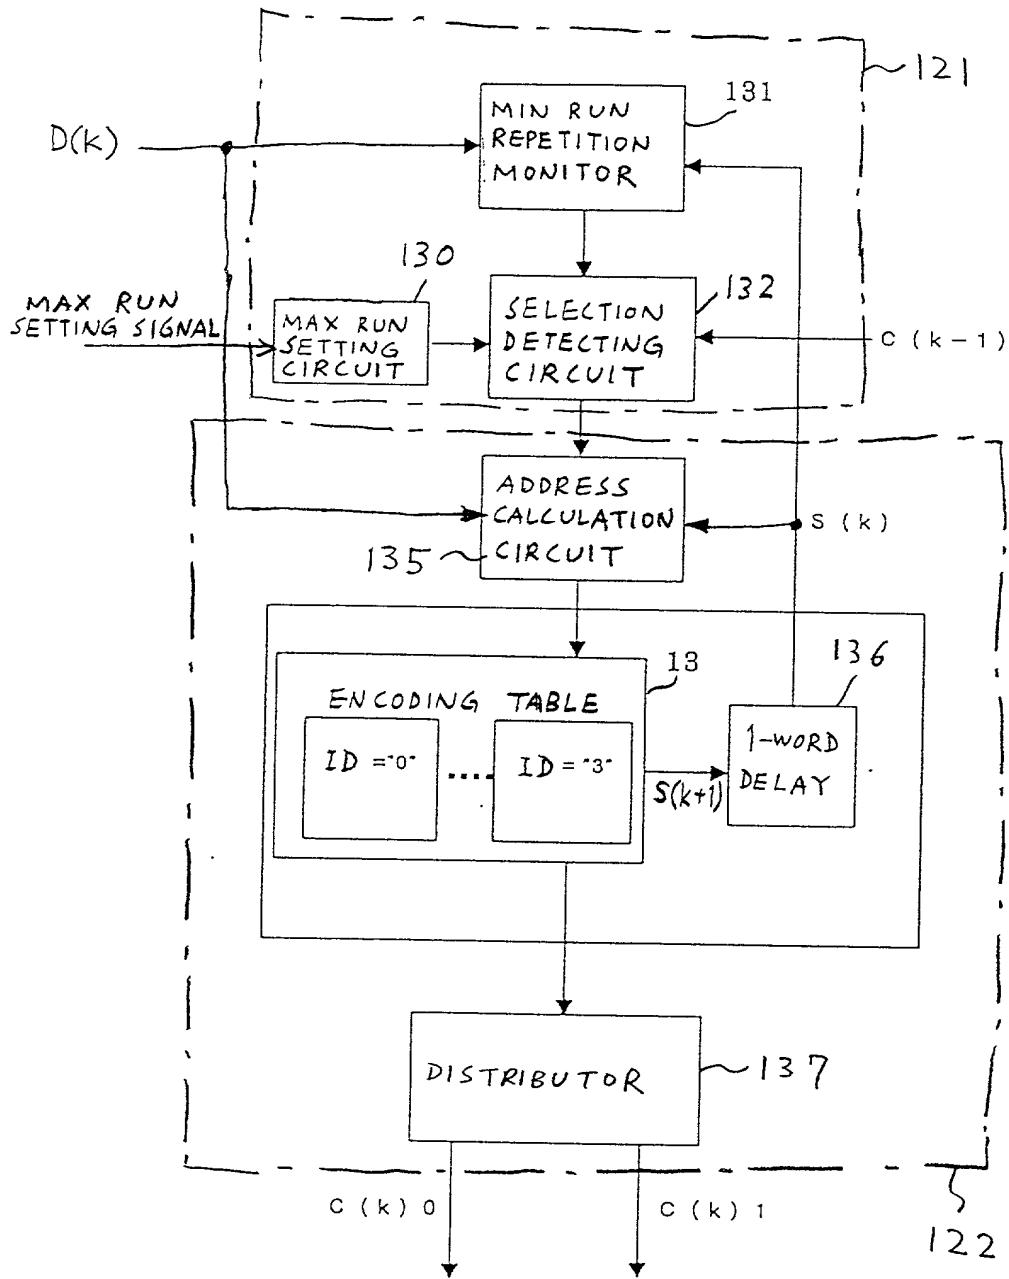 121
131
MIN RUN
REPETITION
MONITOR
D(k)
130
132
MAX RUN
SETTING SIGNAL
MAX RUN
SETTING
CIRCUIT
SELECTION
DETECTING
CIRCUIT
C (k-1)
ADDRESS
CALCULATION
CIRCUIT
135
S (k)
13
136
ENCODING TABLE
ID ="0"
ID ="3"
1-WORD
DELAY
S(k+1)
DISTRIBUTOR
137
C (k) 0
C (k) 1
122